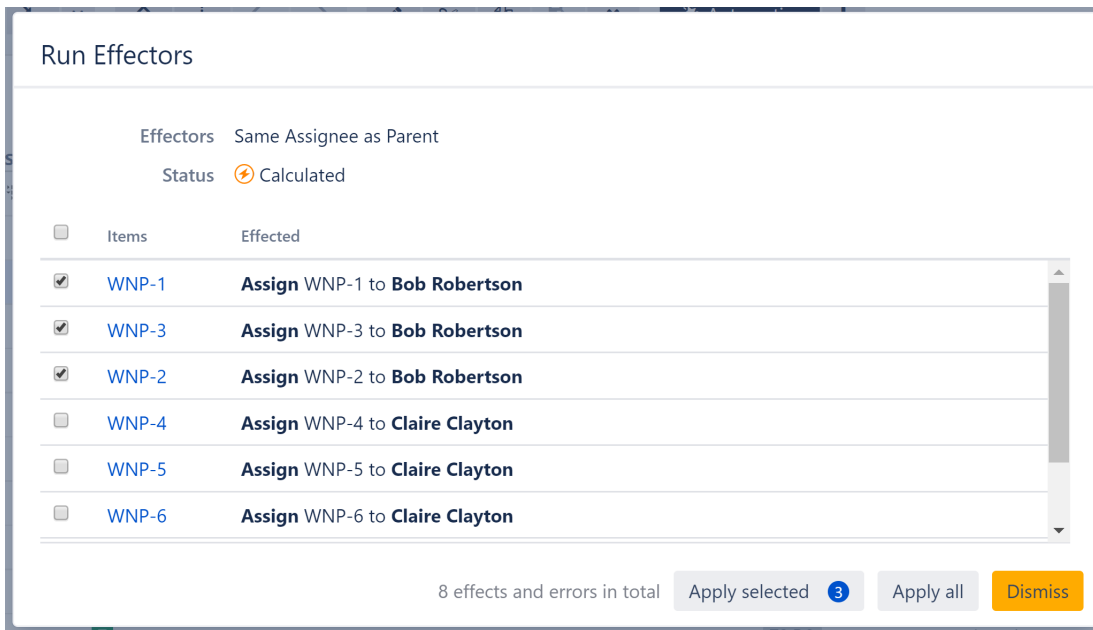 Run Effectors
Effectors Same Assignee as Parent
Status Calculated
Items Effected
WNP-1 Assign WNP-1 to Bob Robertson
WNP-3 Assign WNP-3 to Bob Robertson
WNP-2 Assign WNP-2 to Bob Robertson
WNP-4 Assign WNP-4 to Claire Clayton
WNP-5 Assign WNP-5 to Claire Clayton
WNP-6 Assign WNP-6 to Claire Clayton
8 effects and errors in total Apply selected 3 Apply all Dismiss